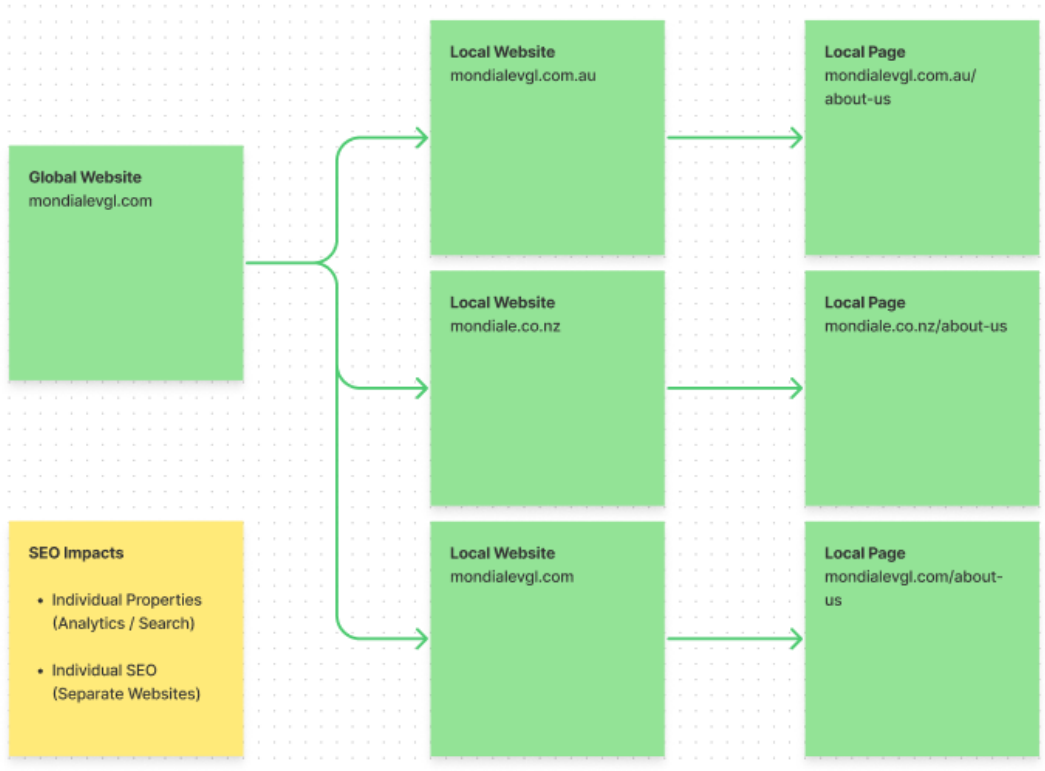 Global Website
mondialevgl.com
SEO Impacts
• Individual Properties
(Analytics / Search)
• Individual SEO
(Separate Websites)
Local Website
mondialevgl.com.au
Local Website
mondiale.co.nz
Local Website
mondialevgl.com
Local Page
mondialevgl.com.au/
about-us
Local Page
mondiale.co.nz/about-us
Local Page
mondialevgl.com/about-
us